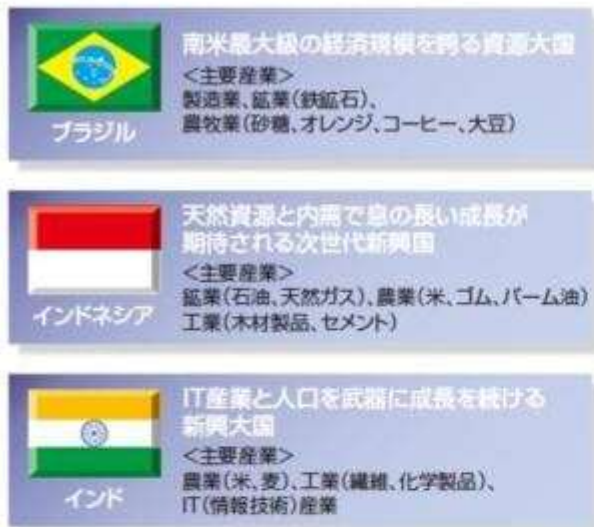 南米最大級の経済規模を誇る資源大国
<主要産業>
製造業、鉱業(鉄鉱石)、
農牧業(砂糖、オレンジ、コーヒー、大豆)
ブラジル
天然資源と内需で息の長い成長が
期待される次世代新興国
<主要産業>
鉱業(石油、天然ガス)、農業(米、ゴム、パーム油)
工業(木材製品、セメント)
インドネシア
IT産業と人口を武器に成長を続ける
新興大国
<主要産業>
農業(米、麦)、工業(繊維、化学製品)、
IT(情報技術)産業
インド